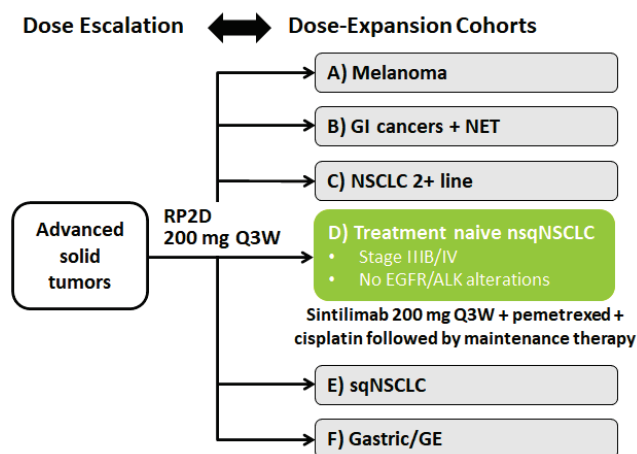 Dose Escalation
Dose-Expansion Cohorts
A) Melanoma
B) GI cancers + NET
C) NSCLC 2+ line
Advanced
solid
tumors
RP2D
200 mg Q3W
D) Treatment naive nsqNSCLC
• Stage IIIB/IV
• No EGFR/ALK alterations
Sintilimab 200 mg Q3W + pemetrexed +
cisplatin followed by maintenance therapy
E) sqNSCLC
F) Gastric/GE